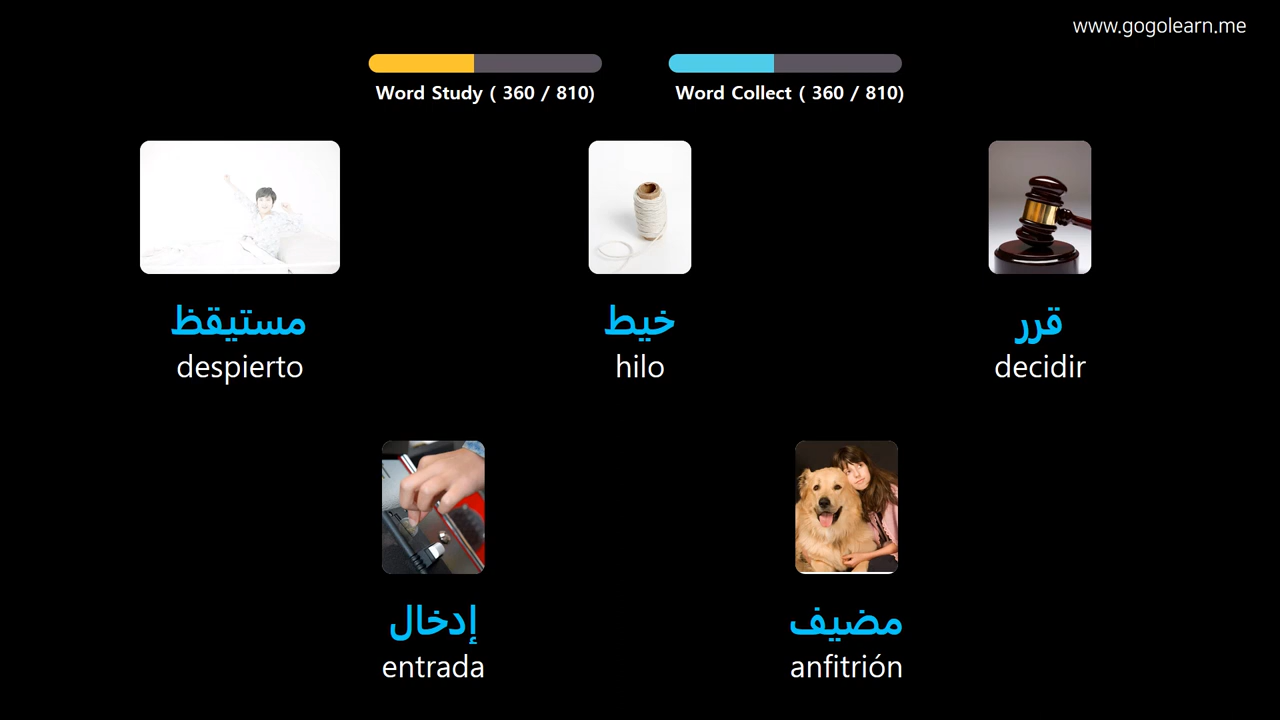 www.gogolearn.me
Word Study ( 360 / 810)
Word Collect ( 360 / 810)
مستيقظ
despierto
خيط
hilo
قرر
decidir
إدخال
entrada
مضيف
anfitrión